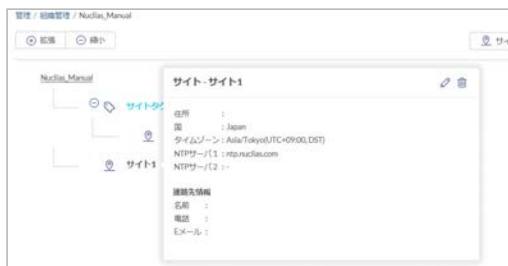 管理 / 組織管理 / Nuclias_Manual
拡張 縮小
サイ
Nuclias_Manual
サイトタグ
サイト1
サイト - サイト1
住所 :
国 : Japan
タイムゾーン : Asia/Tokyo(UTC+09:00, DST)
NTPサーバ1 : ntp.nuclias.com
NTPサーバ2 : -
連絡先情報
名前 :
電話 :
Eメール :